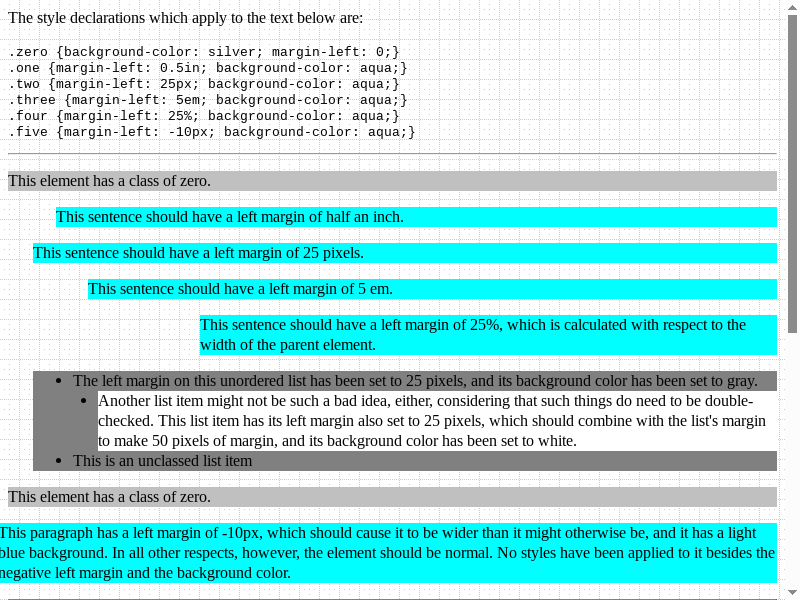 The style declarations which apply to the text below are:
.zero {background-color: silver; margin-left: 0;}
.one {margin-left: 0.5in; background-color: aqua;}
.two {margin-left: 25px; background-color: aqua;}
.three {margin-left: 5em; background-color: aqua;}
.four {margin-left: 25%; background-color: aqua;}
.five {margin-left: -10px; background-color: aqua;}
This element has a class of zero.
This sentence should have a left margin of half an inch.
This sentence should have a left margin of 25 pixels.
This sentence should have a left margin of 5 em.
This sentence should have a left margin of 25%, which is calculated with respect to the
width of the parent element.
• The left margin on this unordered list has been set to 25 pixels, and its background color has been set to gray.
• Another list item might not be such a bad idea, either, considering that such things do need to be double-
checked. This list item has its left margin also set to 25 pixels, which should combine with the list's margin
to make 50 pixels of margin, and its background color has been set to white.
• This is an unclassed list item
This element has a class of zero.
This paragraph has a left margin of -10px, which should cause it to be wider than it might otherwise be, and it has a light
blue background. In all other respects, however, the element should be normal. No styles have been applied to it besides the
negative left margin and the background color.